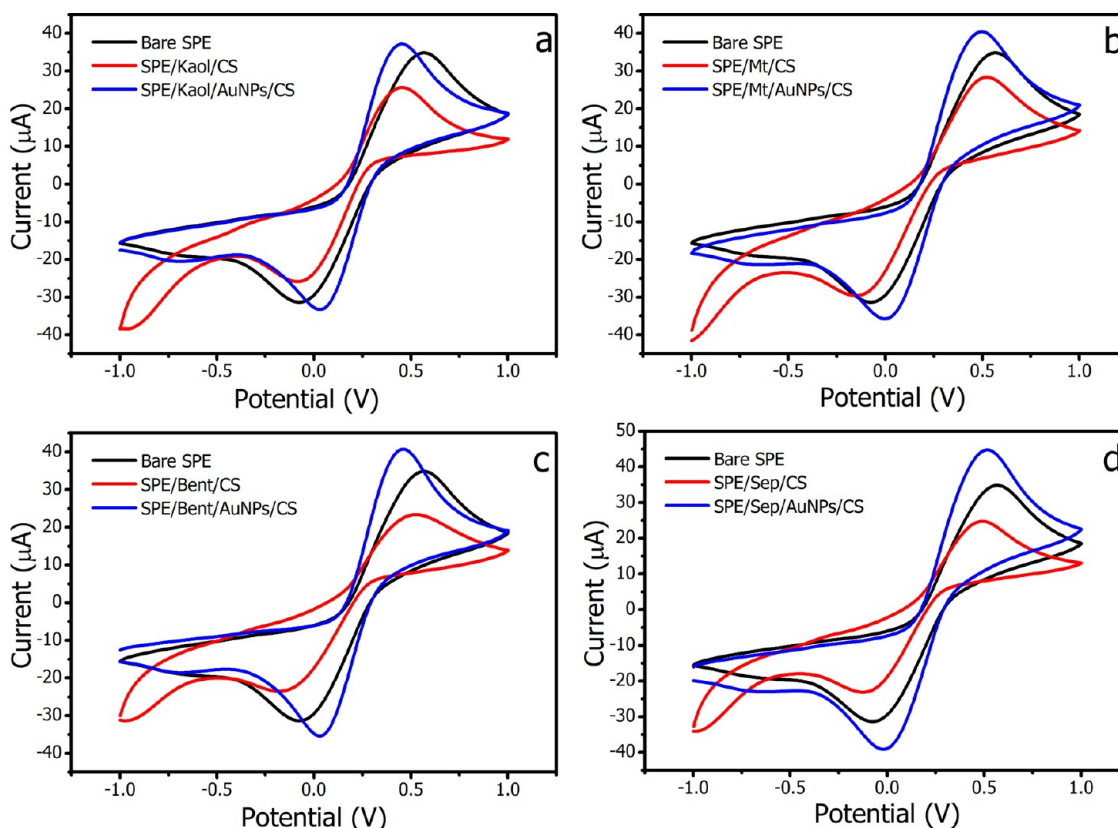 a
Bare SPE
SPE/Kaol/CS
SPE/Kaol/AuNPs/CS
40
30
20
10
0
-10
-20
-30
-40
Current (μA)
-1.0 -0.5 0.0 0.5 1.0
Potential (V)
b
Bare SPE
SPE/Mt/CS
SPE/Mt/AuNPs/CS
40
30
20
10
0
-10
-20
-30
-40
Current (μA)
-1.0 -0.5 0.0 0.5 1.0
Potential (V)
c
Bare SPE
SPE/Bent/CS
SPE/Bent/AuNPs/CS
40
30
20
10
0
-10
-20
-30
-40
Current (μA)
-1.0 -0.5 0.0 0.5 1.0
Potential (V)
d
Bare SPE
SPE/Sep/CS
SPE/Sep/AuNPs/CS
50
40
30
20
10
0
-10
-20
-30
-40
Current (μA)
-1.0 -0.5 0.0 0.5 1.0
Potential (V)